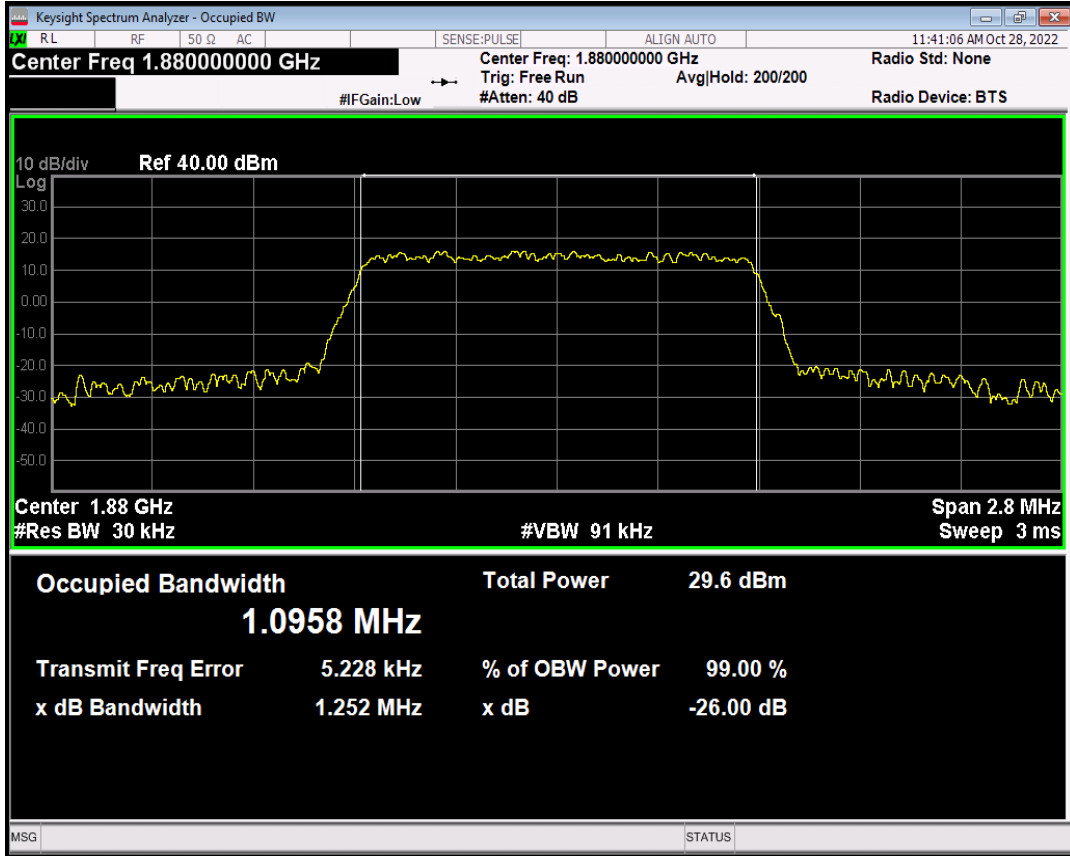 Keysight Spectrum Analyzer - Occupied BW
LXI RL RF 50 Ω AC SENSE:PULSE ALIGN AUTO 11:41:06 AM Oct 28, 2022
Center Freq 1.880000000 GHz
Center Freq: 1.880000000 GHz Radio Std: None
Trig: Free Run Avg|Hold: 200/200
#IFGain:Low #Atten: 40 dB Radio Device: BTS
10 dB/div Ref 40.00 dBm
Log
30.0
20.0
10.0
0.00
-10.0
-20.0
-30.0
-40.0
-50.0
Center 1.88 GHz Span 2.8 MHz
#Res BW 30 kHz #VBW 91 kHz Sweep 3 ms
Occupied Bandwidth Total Power 29.6 dBm
1.0958 MHz
Transmit Freq Error 5.228 kHz % of OBW Power 99.00 %
x dB Bandwidth 1.252 MHz x dB -26.00 dB
MSG STATUS